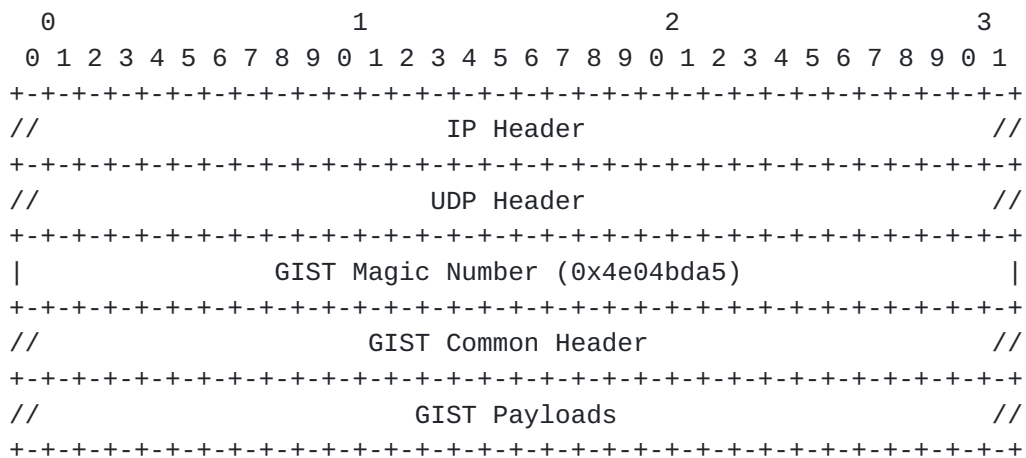 0                   1                   2                   3
0 1 2 3 4 5 6 7 8 9 0 1 2 3 4 5 6 7 8 9 0 1 2 3 4 5 6 7 8 9 0 1
+-+-+-+-+-+-+-+-+-+-+-+-+-+-+-+-+-+-+-+-+-+-+-+-+-+-+-+-+-+-+-+-+
//                          IP Header                          //
+-+-+-+-+-+-+-+-+-+-+-+-+-+-+-+-+-+-+-+-+-+-+-+-+-+-+-+-+-+-+-+-+
//                         UDP Header                          //
+-+-+-+-+-+-+-+-+-+-+-+-+-+-+-+-+-+-+-+-+-+-+-+-+-+-+-+-+-+-+-+-+
|                GIST Magic Number (0x4e04bda5)                 |
+-+-+-+-+-+-+-+-+-+-+-+-+-+-+-+-+-+-+-+-+-+-+-+-+-+-+-+-+-+-+-+-+
//                     GIST Common Header                      //
+-+-+-+-+-+-+-+-+-+-+-+-+-+-+-+-+-+-+-+-+-+-+-+-+-+-+-+-+-+-+-+-+
//                        GIST Payloads                        //
+-+-+-+-+-+-+-+-+-+-+-+-+-+-+-+-+-+-+-+-+-+-+-+-+-+-+-+-+-+-+-+-+